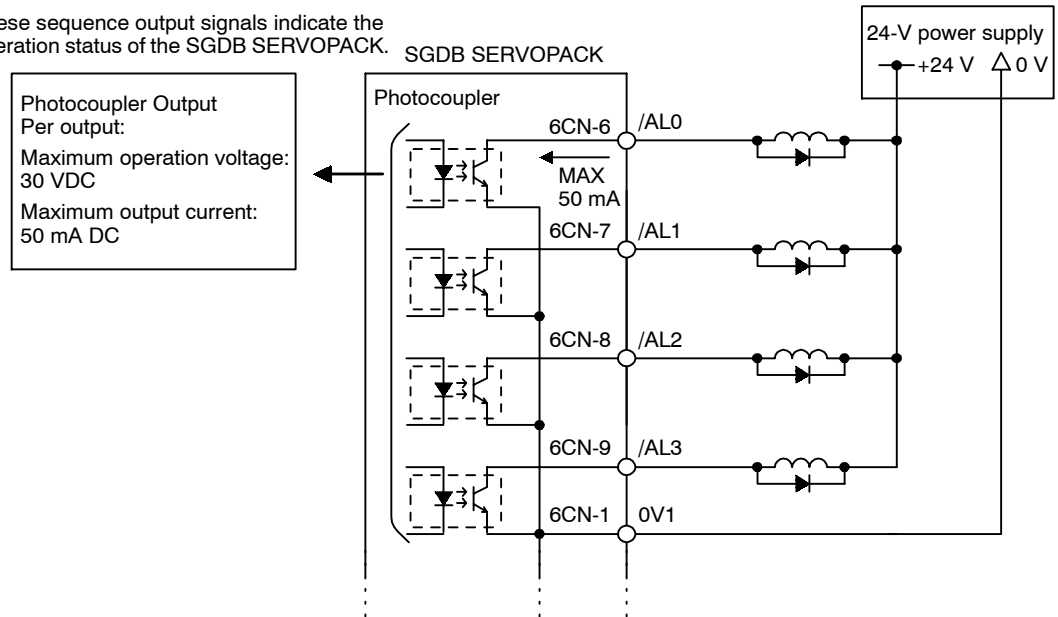 ese sequence output signals indicate the
eration status of the SGDB SERVOPACK.
SGDB SERVOPACK
24-V power supply
+24 V 0 V
Photocoupler Output
Per output:
Maximum operation voltage:
30 VDC
Maximum output current:
50 mA DC
Photocoupler
6CN-6 /AL0
MAX
50 mA
6CN-7 /AL1
6CN-8 /AL2
6CN-9 /AL3
6CN-1 0V1